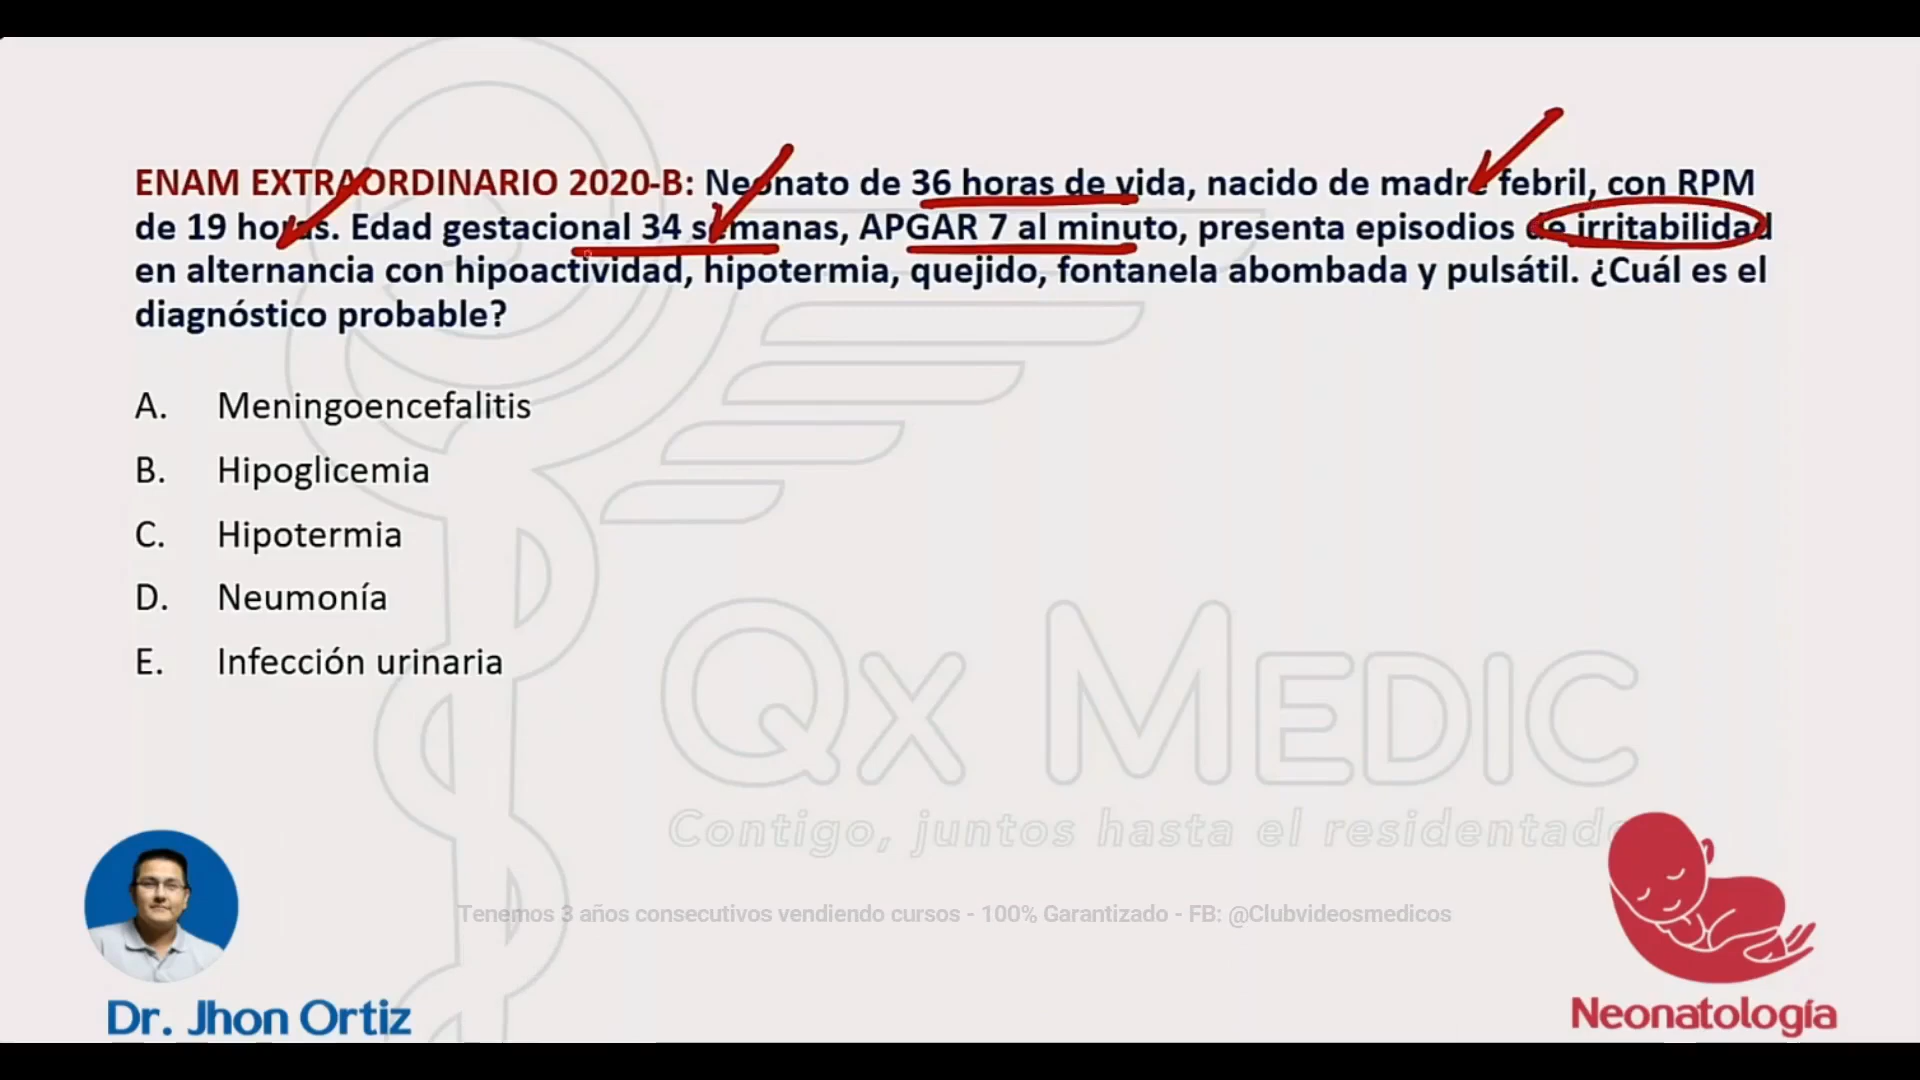 ENAM EXTRAORDINARIO 2020-B: Neonato de 36 horas de vida, nacido de madre febril, con RPM
de 19 horas. Edad gestacional 34 semanas, APGAR 7 al minuto, presenta episodios de irritabilidad
en alternancia con hipoactividad, hipotermia, quejido, fontanela abombada y pulsátil. ¿Cuál es el
diagnóstico probable?
A. Meningoencefalitis
B. Hipoglicemia
C. Hipotermia
D. Neumonía
E. Infección urinaria
QX MEDIC
Contigo, juntos hasta el residentado
Tenemos 3 años consecutivos vendiendo cursos - 100% Garantizado - FB: @Clubvideosmedicos
Dr. Jhon Ortiz
Neonatología